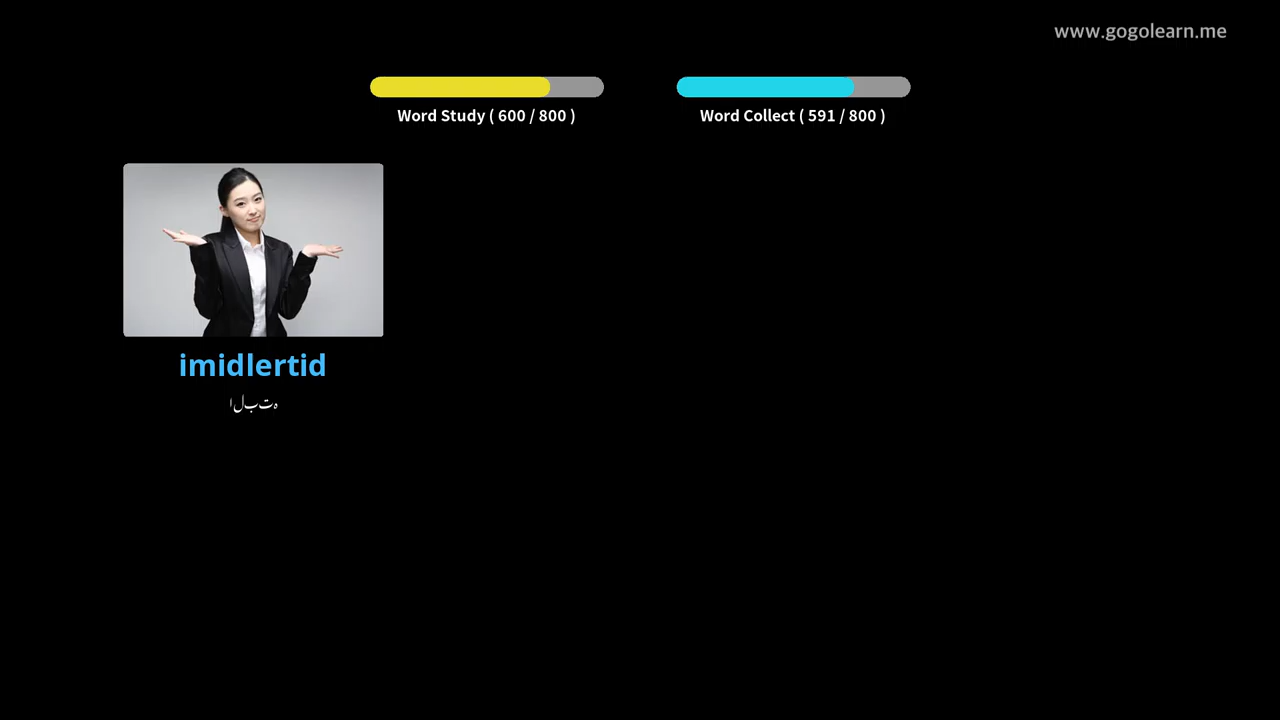 www.gogolearn.me
Word Study ( 600 / 800 )
Word Collect ( 591 / 800 )
imidlertid
البتہ